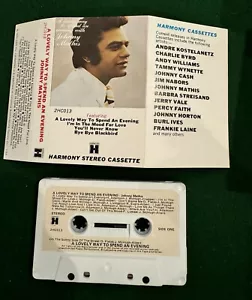 A LOVELY WAY TO SPEND AN EVENING
JOHNNY MATHIS
H
with
Johnny
Mathis
2HC013
Featuring:
A Lovely Way To Spend An Evening
I'm In The Mood For Love
You'll Never Know
Bye Bye Blackbird
H HARMONY STEREO CASSETTE
HARMONY CASSETTES
Current releases in Harmony
Cassettes include the following
artists:
ANDRE KOSTELANETZ
CHARLIE BYRD
ANDY WILLIAMS
TAMMY WYNETTE
JOHNNY CASH
JIM NABORS
JOHNNY MATHIS
BARBRA STREISAND
JERRY VALE
PERCY FAITH
JOHNNY HORTON
BURL IVES
FRANKIE LAINE
and many others
A LOVELY WAY TO SPEND AN EVENING: Johnny Mathis
STEREO
2HC013
SIDE ONE
A LOVELY WAY TO SPEND AN EVENING
H